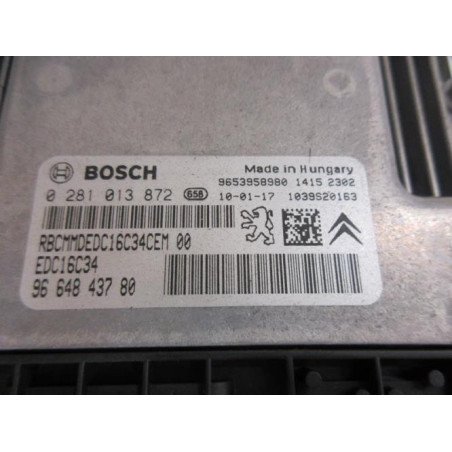 BOSCH
Made in Hungary
9653958980 1415 2302
0 281 013 872 658 10-01-17 1039S20163
RBCMMDEDC16C34CEM 00
EDC16C34
96 648 437 80